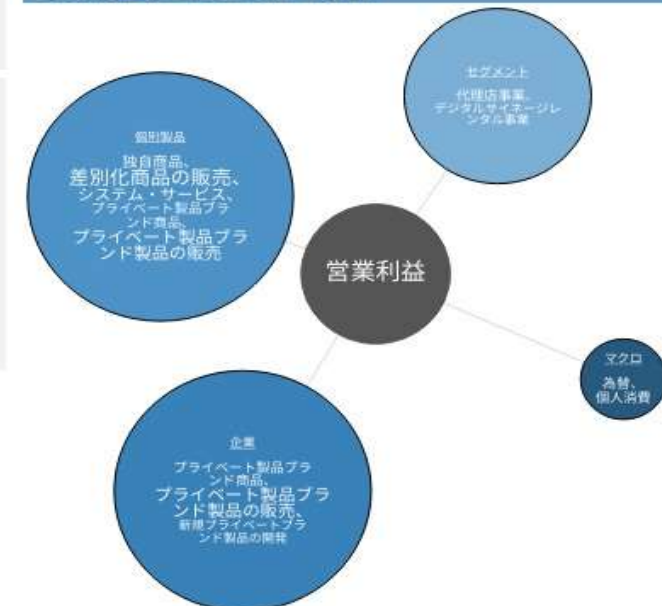 セグメント
代理店事業、
デジタルサイネージレ
ンタル事業
個別製品
独自商品、
差別化商品の販売、
システム・サービス、
プライベート製品ブラ
ンド商品、
プライベート製品ブラ
ンド製品の販売
営業利益
マクロ
為替、
個人消費
企業
プライベート製品ブラ
ンド商品、
プライベート製品ブラ
ンド製品の販売、
新規プライベートブラ
ンド製品の開発